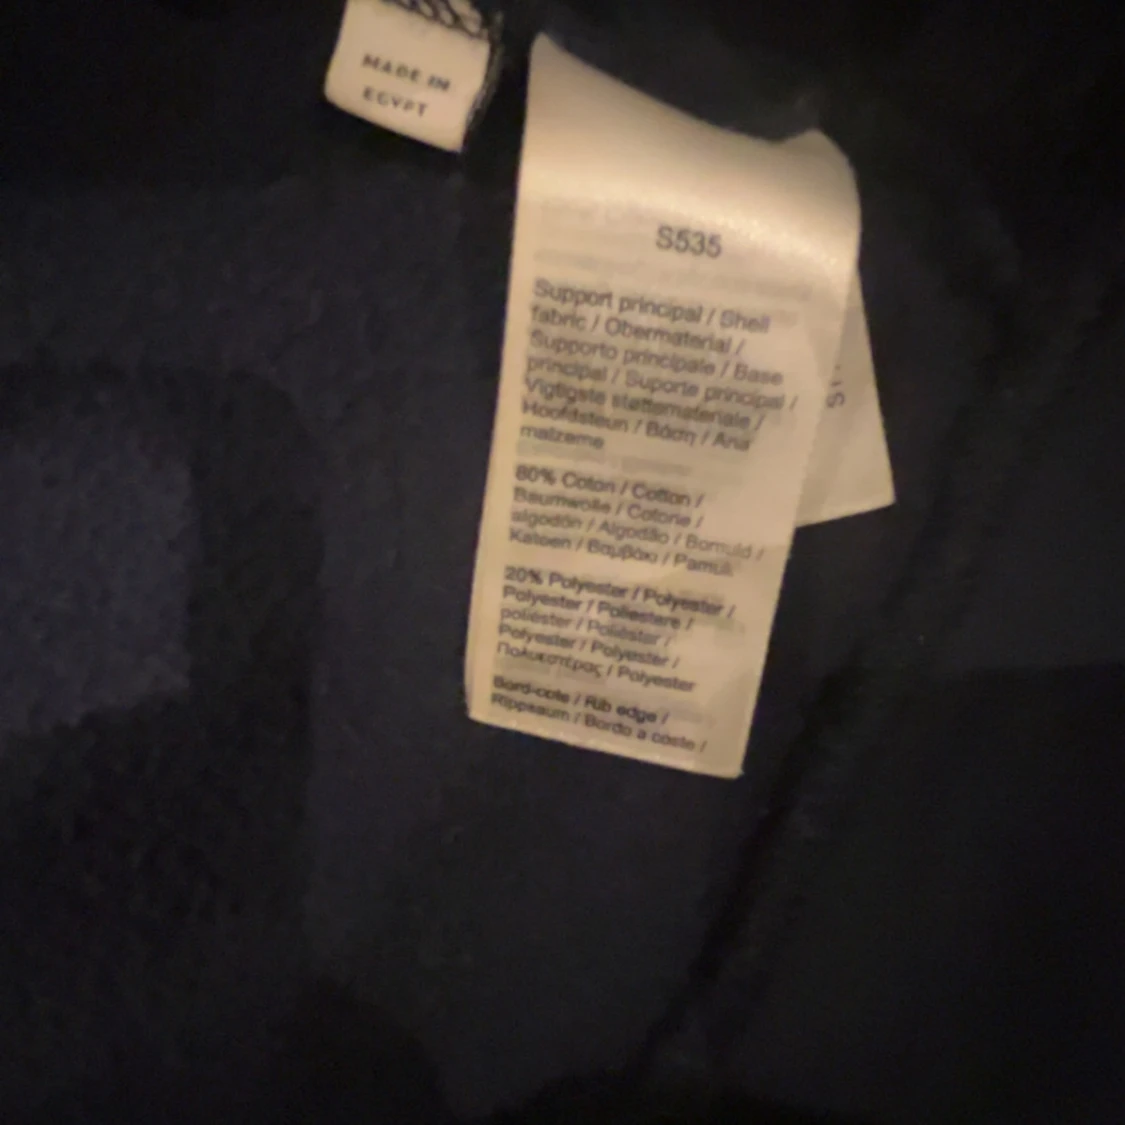 MADE IN
EGYPT
S535
Support principal / Shell
fabric / Obermaterial /
Supporto principale / Base
principal / Suporte principal /
Vigtigste støttemateriale /
Hoofdsteun / Βάση / Ana
malzeme
80% Coton / Cotton /
Baumwolle / Cotone /
algodón / Algodão / Bomuld /
Katoen / Βαμβάκι / Pamuk
20% Polyester / Polyester /
Polyester / Poliestere /
poliéster / Poliéster /
Polyester / Polyester /
Πολυεστέρας / Polyester
Bord-cote / Rib edge /
Rippsaum / Bordo a coste /